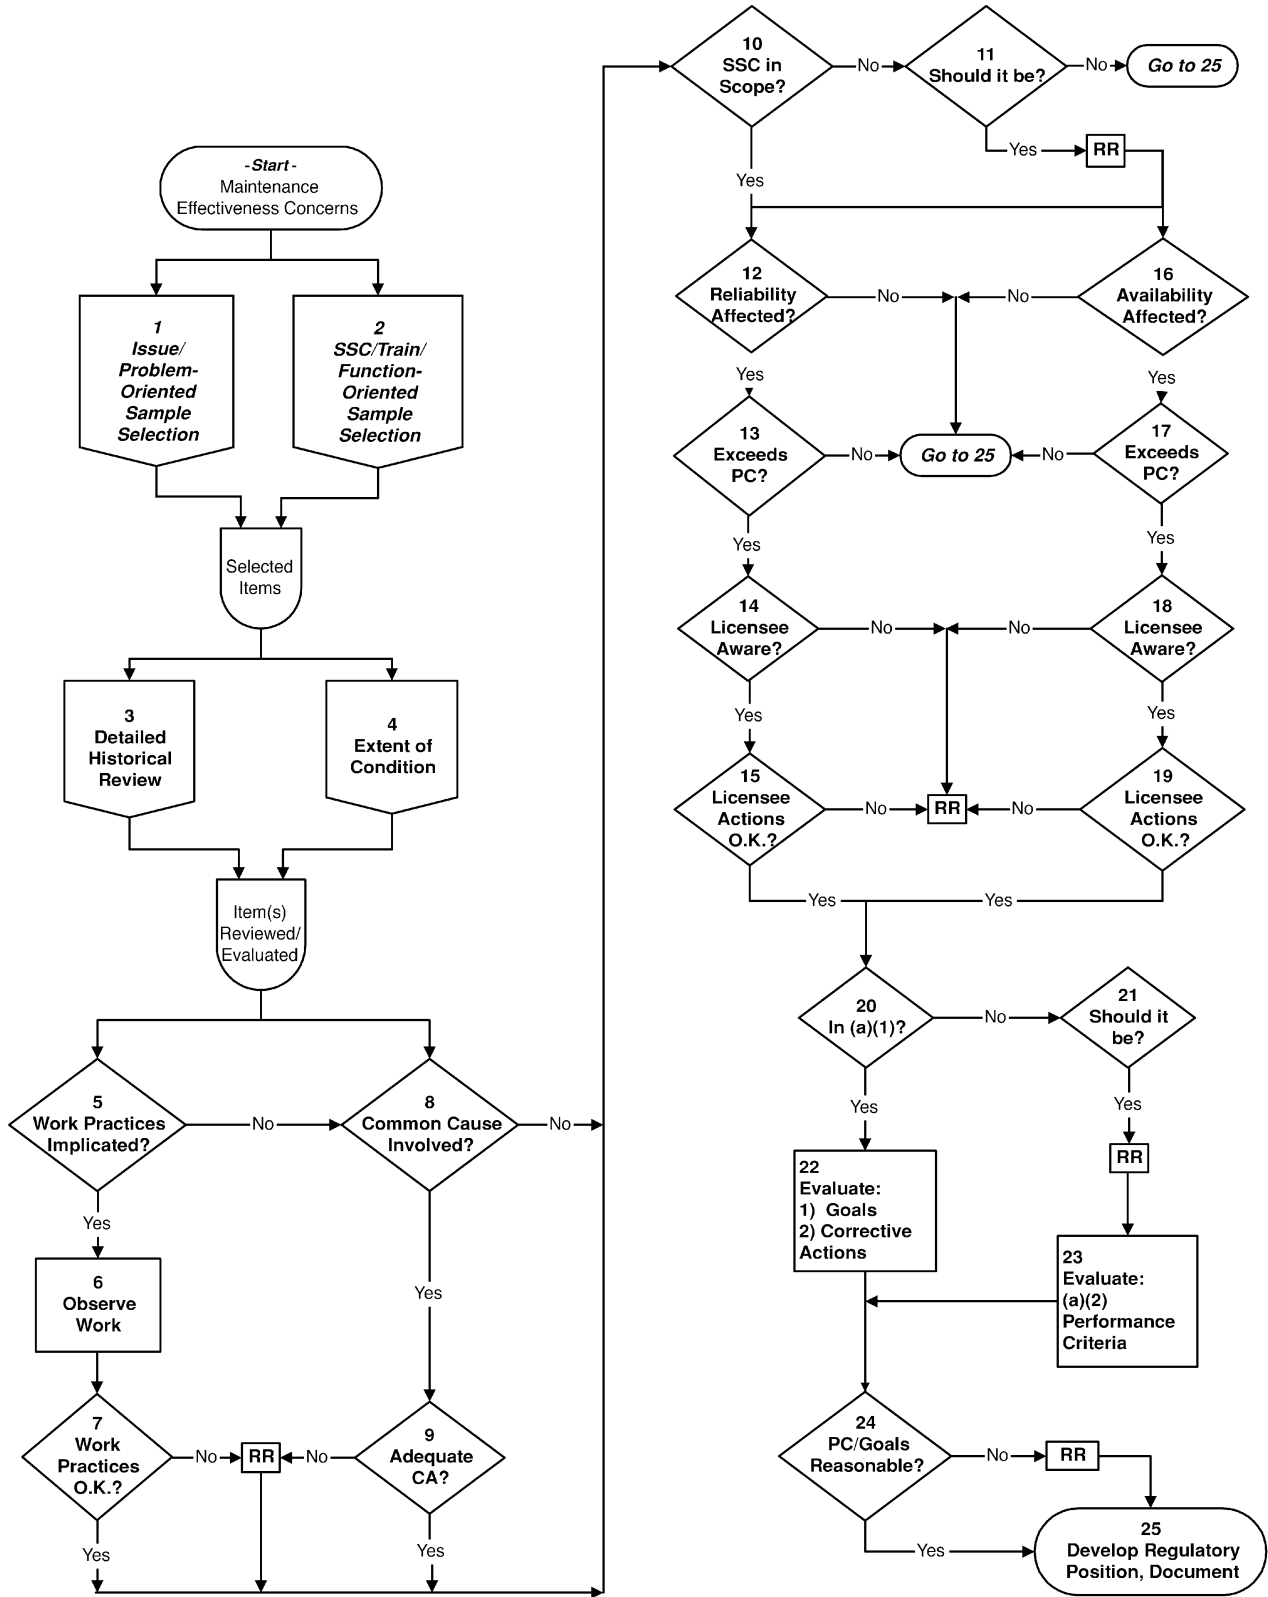 -Start-
Maintenance
Effectiveness Concerns
1
Issue/
Problem-
Oriented
Sample
Selection
2
SSC/Train/
Function-
Oriented
Sample
Selection
Selected
Items
3
Detailed
Historical
Review
4
Extent of
Condition
Item(s)
Reviewed/
Evaluated
5
Work Practices
Implicated?
No
8
Common Cause
Involved?
No
Yes
6
Observe
Work
Yes
7
Work
Practices
O.K.?
No
RR
No
9
Adequate
CA?
Yes
Yes
10
SSC in
Scope?
No
11
Should it be?
No
Go to 25
Yes
RR
Yes
12
Reliability
Affected?
No
No
16
Availability
Affected?
Yes
Yes
13
Exceeds
PC?
No
Go to 25
No
17
Exceeds
PC?
Yes
Yes
14
Licensee
Aware?
No
No
18
Licensee
Aware?
Yes
Yes
15
Licensee
Actions
O.K.?
No
RR
No
19
Licensee
Actions
O.K.?
Yes
Yes
20
In (a)(1)?
No
21
Should it
be?
Yes
Yes
RR
22
Evaluate:
1) Goals
2) Corrective
Actions
23
Evaluate:
(a)(2)
Performance
Criteria
24
PC/Goals
Reasonable?
No
RR
Yes
25
Develop Regulatory
Position, Document